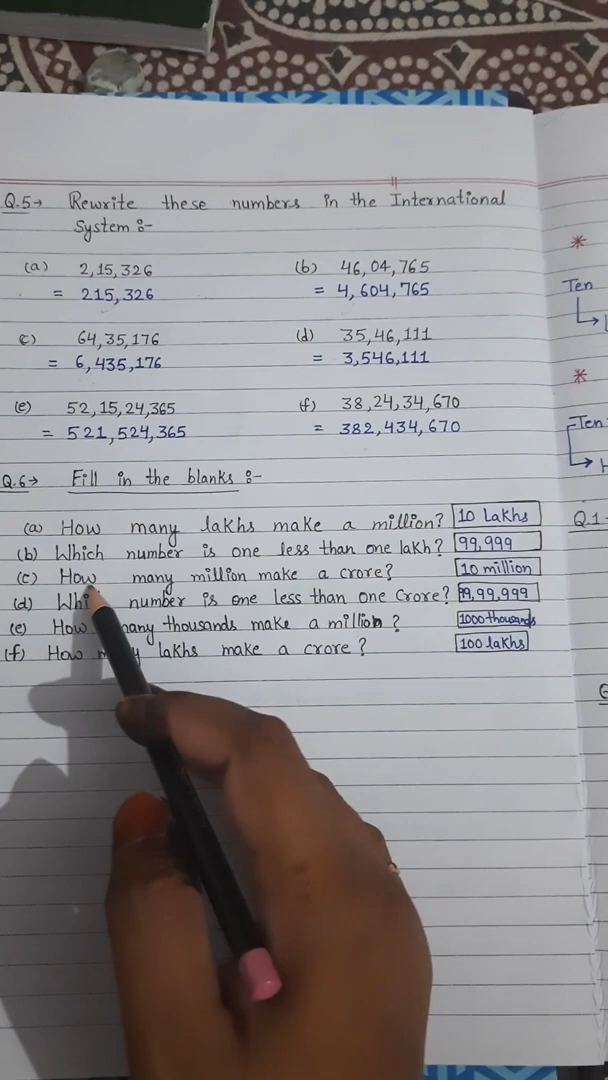 Q.5→ Rewrite these numbers in the International
System :-
(a) 2,15,326 (b) 46,04,765
= 215,326 = 4,604,765
c) 64,35,176 (d) 35,46,111
= 6,435,176 = 3,546,111
(e) 52,15,24,365 (f) 38,24,34,670
= 521,524,365 = 382,434,670
Q.6→ Fill in the blanks :-
(a) How many lakhs make a million? 10 Lakhs
(b) Which number is one less than one lakh? 99,999
(c) How many million make a crore? 10 million
(d) number is one less than one Crore? 99,99,999
(e) How many thousands make a million? 1000 thousands
(f) How lakhs make a crore? 100 lakhs
*
Ten
*
Ten
Q.1